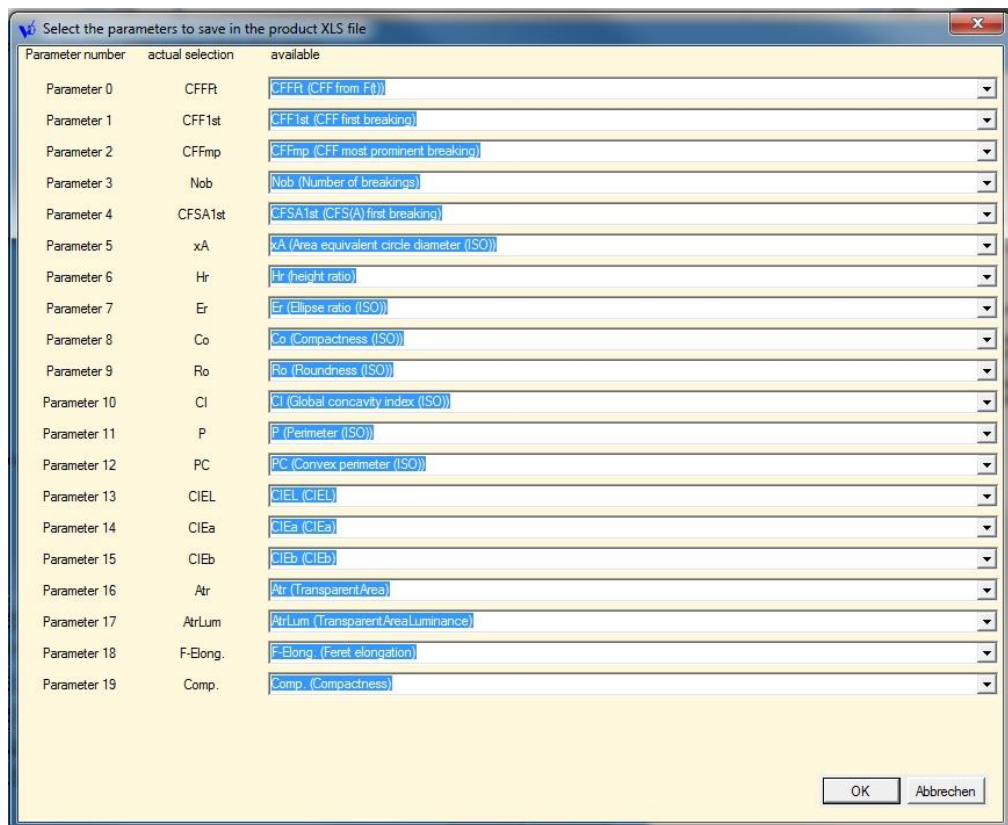 Select the parameters to save in the product XLS file
Parameter number actual selection available
Parameter 0 CFFFt CFFFt (CFF from F(t))
Parameter 1 CFF1st CFF1st (CFF first breaking)
Parameter 2 CFFmp CFFmp (CFF most prominent breaking)
Parameter 3 Nob Nob (Number of breakings)
Parameter 4 CFSA1st CFSA1st (CFS(A) first breaking)
Parameter 5 xA xA (Area equivalent circle diameter (ISO))
Parameter 6 Hr Hr (height ratio)
Parameter 7 Er Er (Ellipse ratio (ISO))
Parameter 8 Co Co (Compactness (ISO))
Parameter 9 Ro Ro (Roundness (ISO))
Parameter 10 CI CI (Global concavity index (ISO))
Parameter 11 P P (Perimeter (ISO))
Parameter 12 PC PC (Convex perimeter (ISO))
Parameter 13 CIEL CIEL (CIEL)
Parameter 14 CIEa CIEa (CIEa)
Parameter 15 CIEb CIEb (CIEb)
Parameter 16 Atr Atr (TransparentArea)
Parameter 17 AtrLum AtrLum (TransparentAreaLuminance)
Parameter 18 F-Elong. F-Elong. (Feret elongation)
Parameter 19 Comp. Comp. (Compactness)
OK Abbrechen